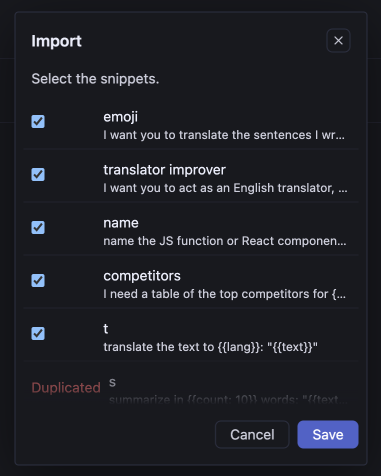 Import
Select the snippets.
emoji
I want you to translate the sentences I wr...
translator improver
I want you to act as an English translator, ...
name
name the JS function or React componen...
competitors
I need a table of the top competitors for {...
t
translate the text to {{lang}}: "{{text}}"
Duplicated
s
summarize in {{count: 10}} words: "{{text...
Cancel
Save